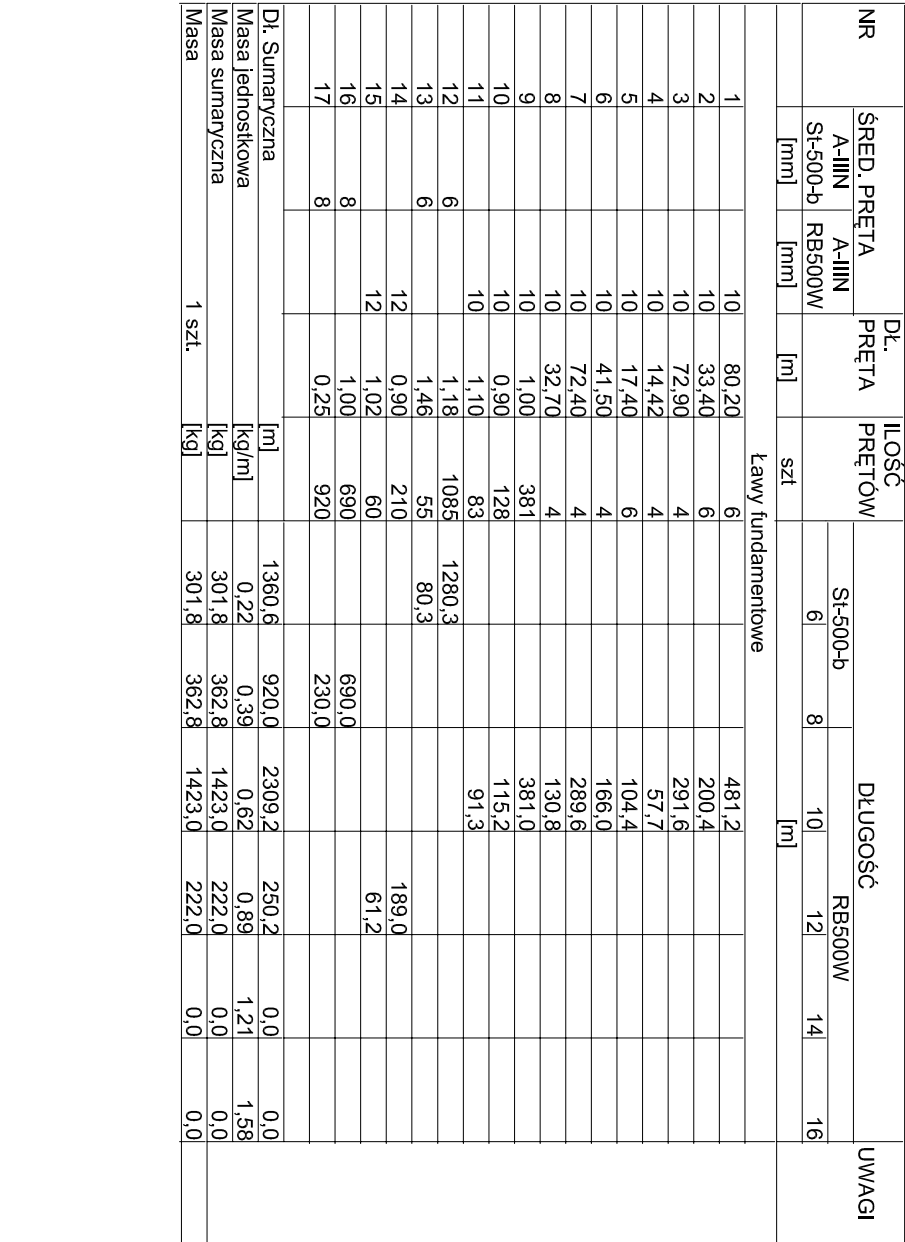 NR ŚRED. PRĘTA DŁ. PRĘTA ILOŚĆ PRĘTÓW DŁUGOŚĆ UWAGI
A-IIIN St-500-b A-IIIN RB500W St-500-b RB500W
6 8 10 12 14 16
[mm] [mm] [m] szt [m]
Ławy fundamentowe
1 10 80,20 6 481,2
2 10 33,40 6 200,4
3 10 72,90 4 291,6
4 10 14,42 4 57,7
5 10 17,40 6 104,4
6 10 41,50 4 166,0
7 10 72,40 4 289,6
8 10 32,70 4 130,8
9 10 1,00 381 381,0
10 10 0,90 128 115,2
11 10 1,10 83 91,3
12 6 1,18 1085 1280,3
13 6 1,46 55 80,3
14 12 0,90 210 189,0
15 12 1,02 60 61,2
16 8 1,00 690 690,0
17 8 0,25 920 230,0
Dł. Sumaryczna [m] 1360,6 920,0 2309,2 250,2 0,0 0,0
Masa jednostkowa [kg/m] 0,22 0,39 0,62 0,89 1,21 1,58
Masa sumaryczna [kg] 301,8 362,8 1423,0 222,0 0,0 0,0
Masa 1 szt. [kg] 301,8 362,8 1423,0 222,0 0,0 0,0